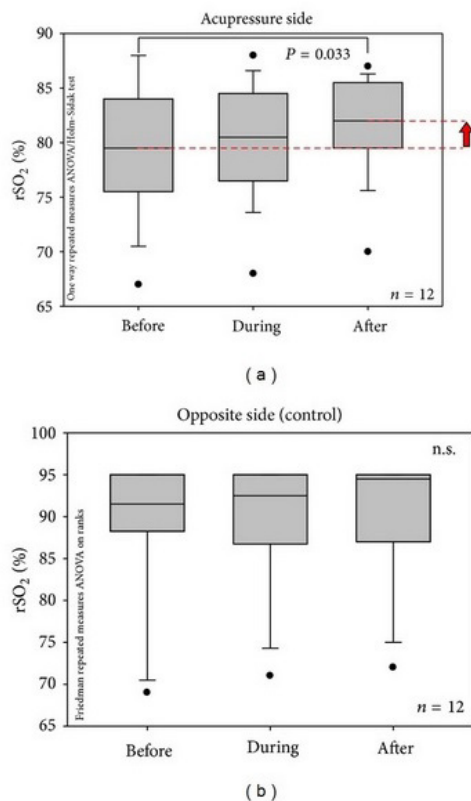 Acupressure side
90
85
80
75
70
65
rSO₂ (%)
One way repeated measures ANOVA/Holm-Sidak test
P = 0.033
n = 12
Before During After
( a )
Opposite side (control)
100
95
90
85
80
75
70
65
rSO₂ (%)
Friedman repeated measures ANOVA on ranks
n.s.
n = 12
Before During After
( b )